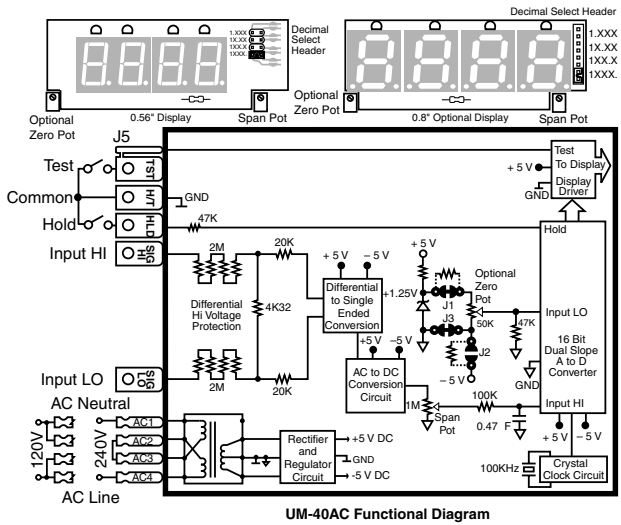 Decimal Select Header
1.XXX
1X.XX
1XX.X
1XXX.
Decimal
Select
Header
1.XXX
1X.XX
1XX.X
1XXX.
Optional
Zero Pot
0.56" Display
Span Pot
Optional
Zero Pot
0.8" Optional Display
Span Pot
J5
Test
TST
Common
H/T
GND
Hold
HLD
47K
Input HI
SIG
HI
2M
20K
Differential
Hi Voltage
Protection
4K32
Input LO
SIG
LO
2M
20K
+ 5 V
– 5 V
Differential
to Single
Ended
Conversion
+5 V
–5 V
AC to DC
Conversion
Circuit
+ 5 V
+1.25V
J1
J3
J2
Optional
Zero
Pot
50K
– 5 V
47K
1M
Span
Pot
100K
0.47 F
Test
To Display
Display
Driver
+ 5 V
GND
Hold
Input LO
16 Bit
Dual Slope
A to D
Converter
GND
Input HI
+ 5 V
– 5 V
100KHz
Crystal
Clock Circuit
AC Neutral
120V
240V
AC1
AC2
AC3
AC4
AC Line
Rectifier
and
Regulator
Circuit
+5 V DC
GND
-5 V DC
UM-40AC Functional Diagram